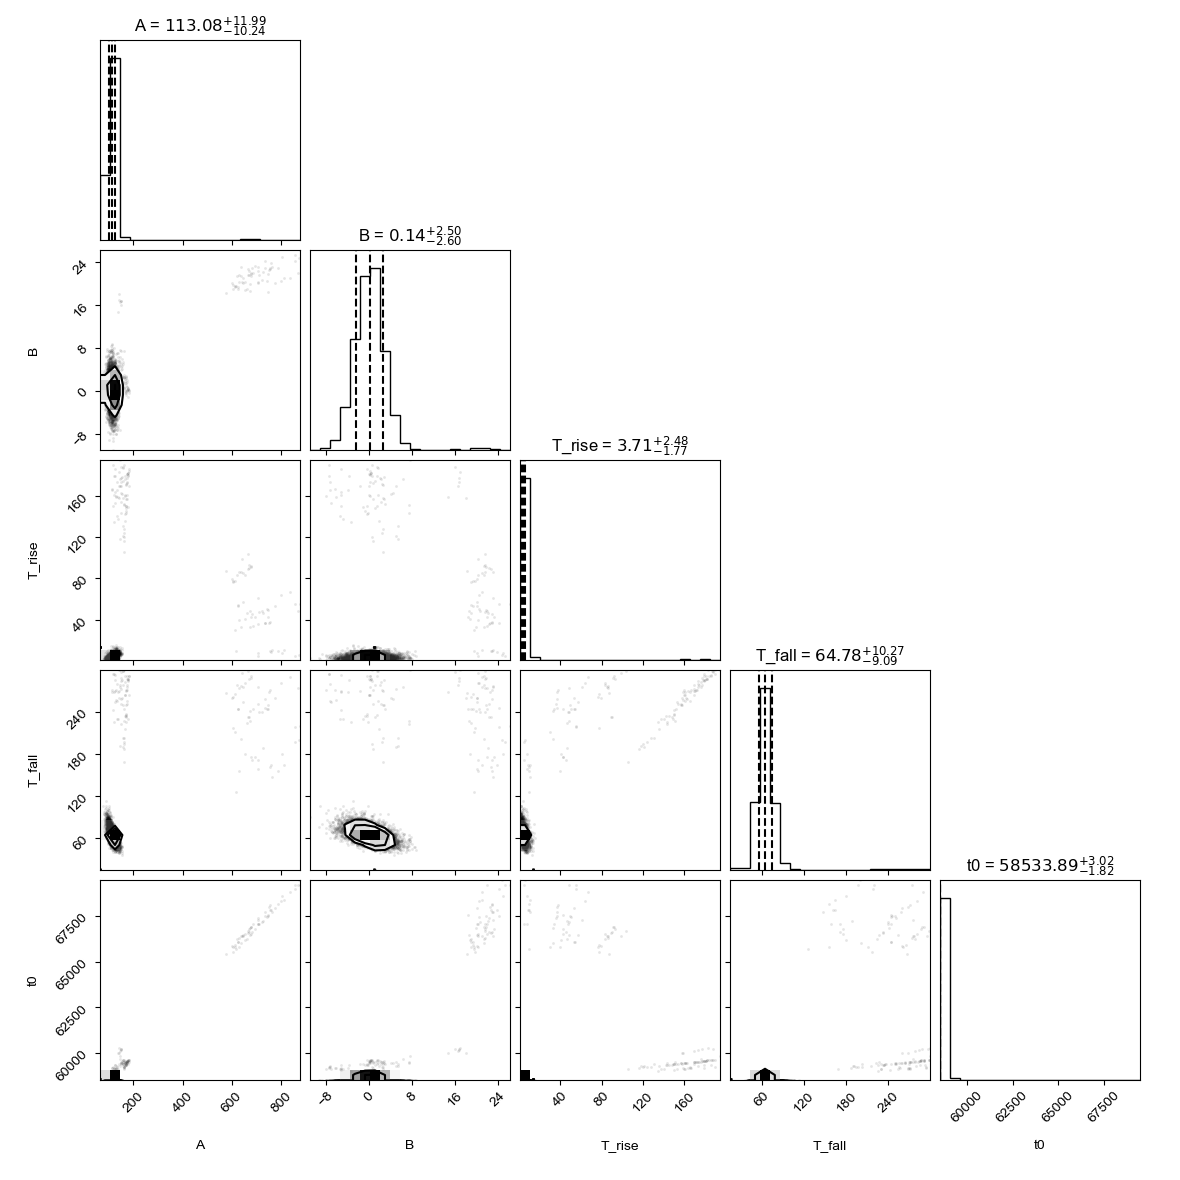 A = 113.08+11.99−10.24
B = 0.14+2.50−2.60
24
16
8
0
−8
B
T_rise = 3.71+2.48−1.77
160
120
80
40
T_rise
T_fall = 64.78+10.27−9.09
240
180
120
60
T_fall
t0 = 58533.89+3.02−1.82
67500
65000
62500
60000
t0
200 400 600 800 −8 0 8 16 24 40 80 120 160 60 120 180 240 60000 62500 65000 67500
A B T_rise T_fall t0